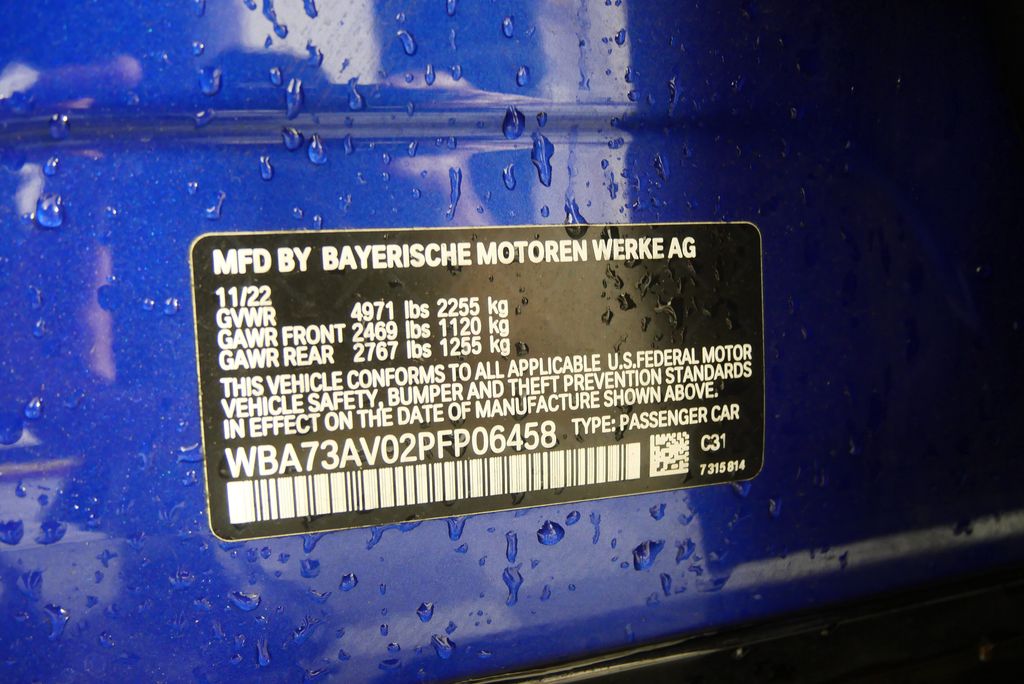 MFD BY BAYERISCHE MOTOREN WERKE AG
11/22
GVWR 4971 lbs 2255 kg
GAWR FRONT 2469 lbs 1120 kg
GAWR REAR 2767 lbs 1255 kg
THIS VEHICLE CONFORMS TO ALL APPLICABLE U.S.FEDERAL MOTOR
VEHICLE SAFETY, BUMPER AND THEFT PREVENTION STANDARDS
IN EFFECT ON THE DATE OF MANUFACTURE SHOWN ABOVE.
WBA73AV02PFP06458 TYPE: PASSENGER CAR
C31
7 315 814